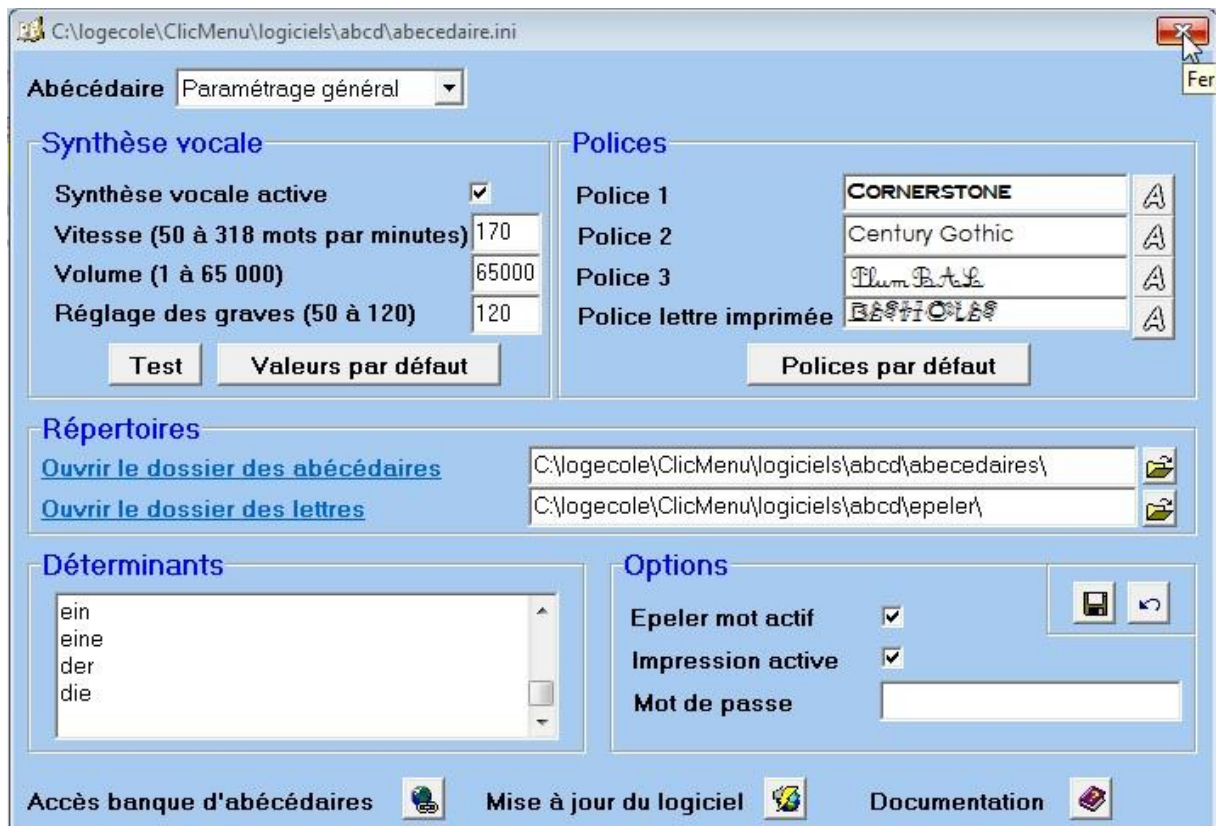 C:\logecole\ClicMenu\logiciels\abcd\abecedaire.ini
Fer
Abécédaire Paramétrage général
Synthèse vocale
Synthèse vocale active
Vitesse (50 à 318 mots par minutes) 170
Volume (1 à 65 000) 65000
Réglage des graves (50 à 120) 120
Test Valeurs par défaut
Polices
Police 1 CORNERSTONE
Police 2 Century Gothic
Police 3 Plum BAL
Police lettre imprimée
Polices par défaut
Répertoires
Ouvrir le dossier des abécédaires C:\logecole\ClicMenu\logiciels\abcd\abecedaires\
Ouvrir le dossier des lettres C:\logecole\ClicMenu\logiciels\abcd\epeler\
Déterminants
ein
eine
der
die
Options
Epeler mot actif
Impression active
Mot de passe
Accès banque d'abécédaires Mise à jour du logiciel Documentation